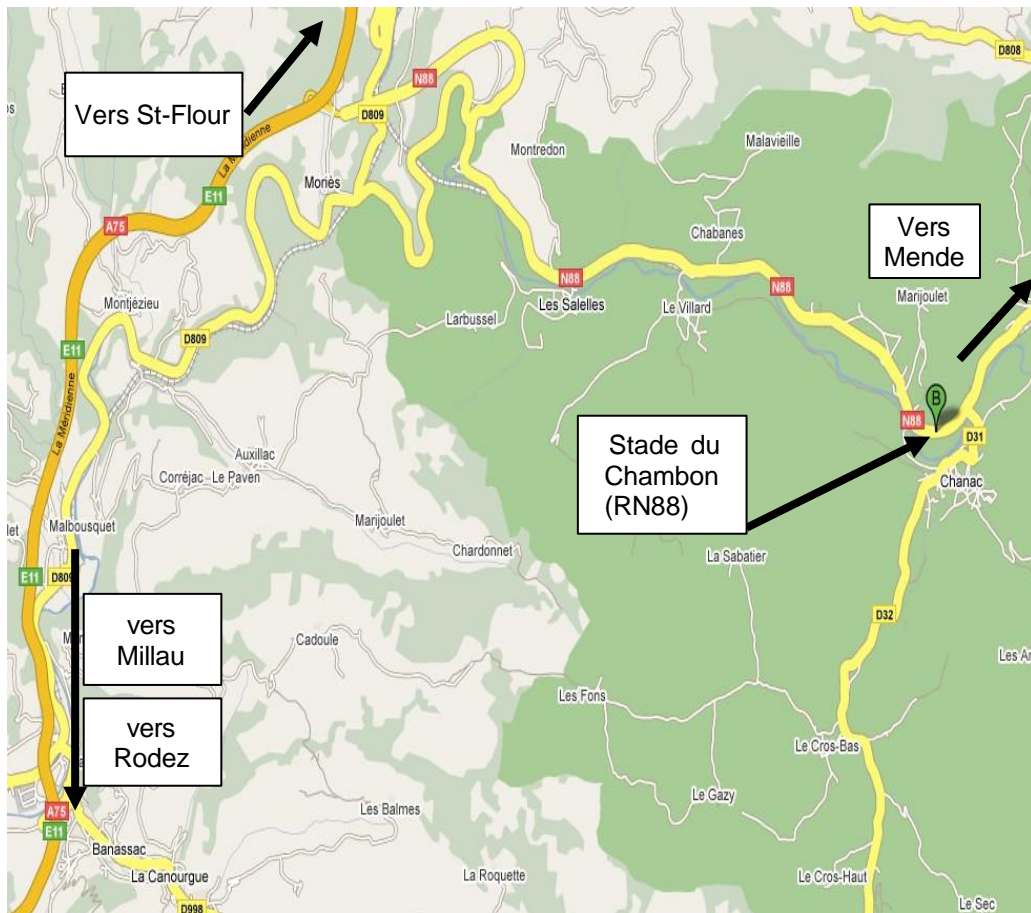 D808
N88
Vers St-Flour
D809
La Méridienne
Montredon
Malavieille
Moriès
E11
A75
Chabanes
Vers
Mende
N88
N88
Marijoulet
Montjézieu
Les Salelles
Le Villard
Larbussel
D809
E11
B
N88
La Méridienne
Stade du
Chambon
(RN88)
D31
Auxillac
Chanac
Corréjac
Le Paven
Marijoulet
Malbousquet
Chardonnet
La Sabatier
E11
D809
vers
Millau
D32
Cadoule
Les Fons
vers
Rodez
Le Cros-Bas
Le Gazy
A75
Les Balmes
E11
Banassac
La Canourgue
La Roquette
Le Cros-Haut
D998
Le Sec